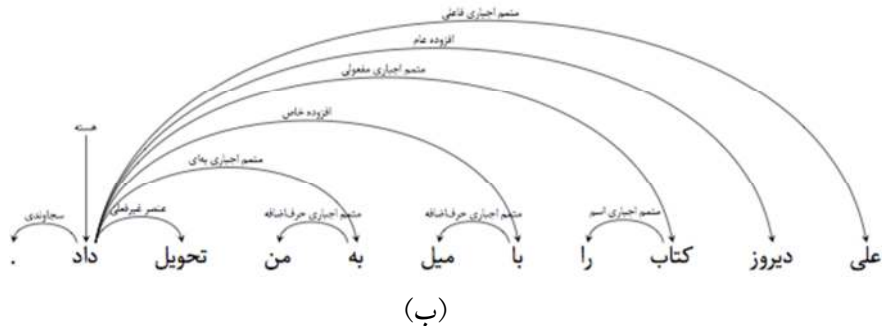 متمم اجباری فاعلی
افزوده عام
متمم اجباری مفعولی
افزوده خاص
هسته
متمم اجباری به‌ای
متمم اجباری اسم
متمم اجباری حرف‌اضافه
متمم اجباری حرف‌اضافه
عنصر غیرفعلی
سجاوندی
علی دیروز کتاب را با میل به من تحویل داد .
(ب)